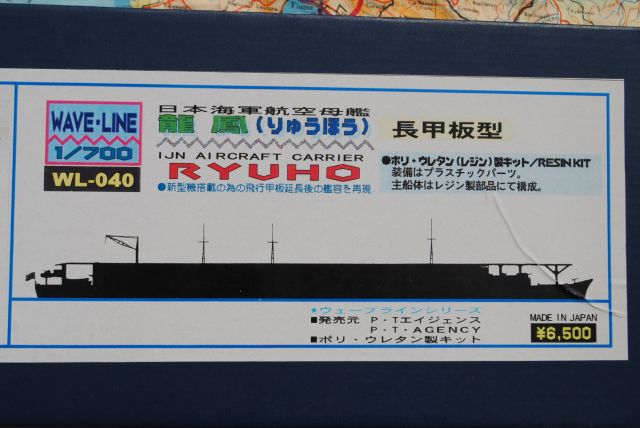 WAVE・LINE
1/700
WL-040
日本海軍航空母艦
龍鳳(りゅうほう)
長甲板型
IJN AIRCRAFT CARRIER
RYUHO
●新型機搭載の為の飛行甲板延長後の艦容を再現
●ポリ・ウレタン(レジン)製キット/RESIN KIT
装備はプラスチックパーツ。
主船体はレジン製部品にて構成。
★ウェーブラインシリーズ
■発売元 P・Tエイジェンス
P・T・AGENCY
■ポリ・ウレタン製キット
MADE IN JAPAN
¥6,500